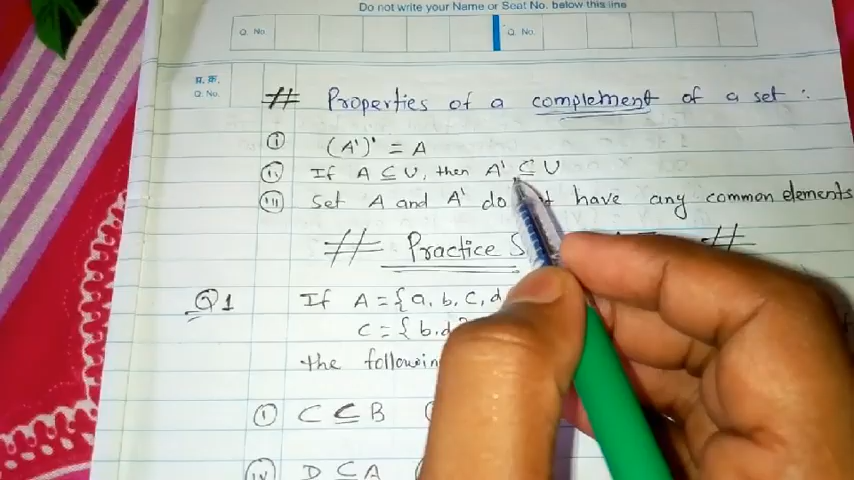 Do not write your Name or Seat No. below this line
Q. No. Q. No.
प्र. क्र.
Q. No.
# Properties of a complement of a set :
(i) (A')' = A
(ii) If A ⊆ U, then A' ⊆ U
(iii) Set A and A' do have any common elements
# Practice #
Q1 If A = {a, b, c, d
C = {b, d
the following
(i) C ⊆ B
(iv) D ⊆ A